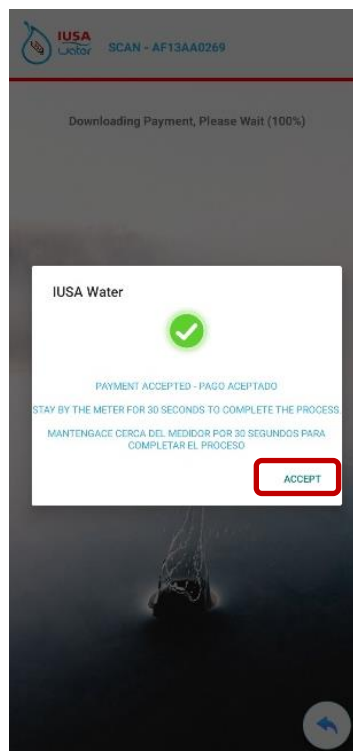 IUSA
water
SCAN - AF13AA0269
Downloading Payment, Please Wait (100%)
IUSA Water
PAYMENT ACCEPTED - PAGO ACEPTADO
STAY BY THE METER FOR 30 SECONDS TO COMPLETE THE PROCESS
MANTENGACE CERCA DEL MEDIDOR POR 30 SEGUNDOS PARA
COMPLETAR EL PROCESO
ACCEPT